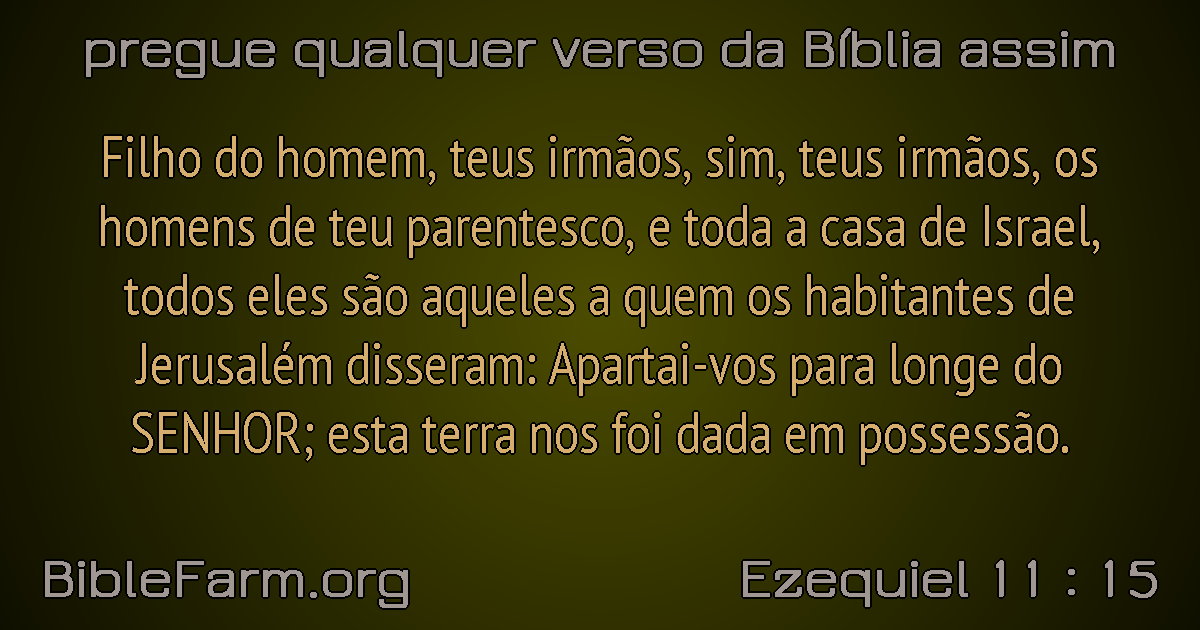 pregue qualquer verso da Bíblia assim
Filho do homem, teus irmãos, sim, teus irmãos, os
homens de teu parentesco, e toda a casa de Israel,
todos eles são aqueles a quem os habitantes de
Jerusalém disseram: Apartai-vos para longe do
SENHOR; esta terra nos foi dada em possessão.
BibleFarm.org
Ezequiel 11 : 15